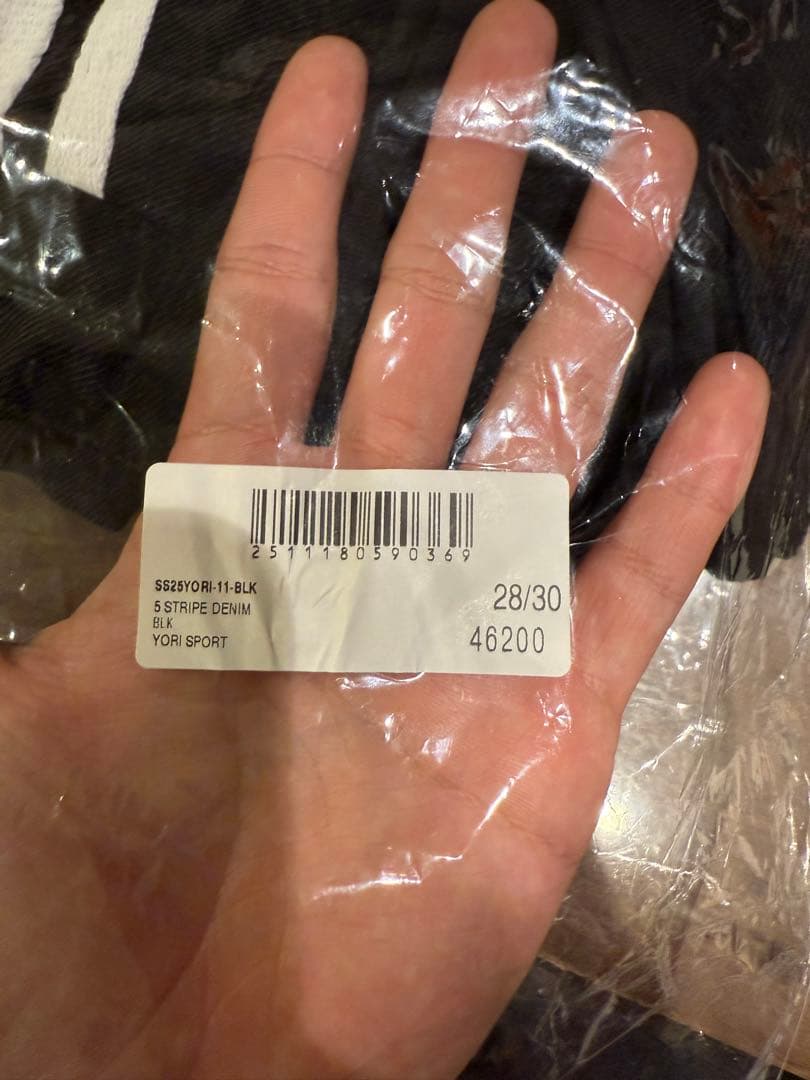 2511180590369
SS25YORI-11-BLK
5 STRIPE DENIM
BLK
YORI SPORT
28/30
46200